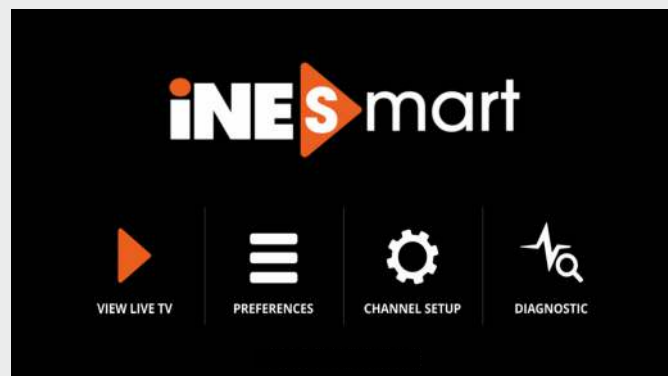 iNESmart
VIEW LIVE TV
PREFERENCES
CHANNEL SETUP
DIAGNOSTIC